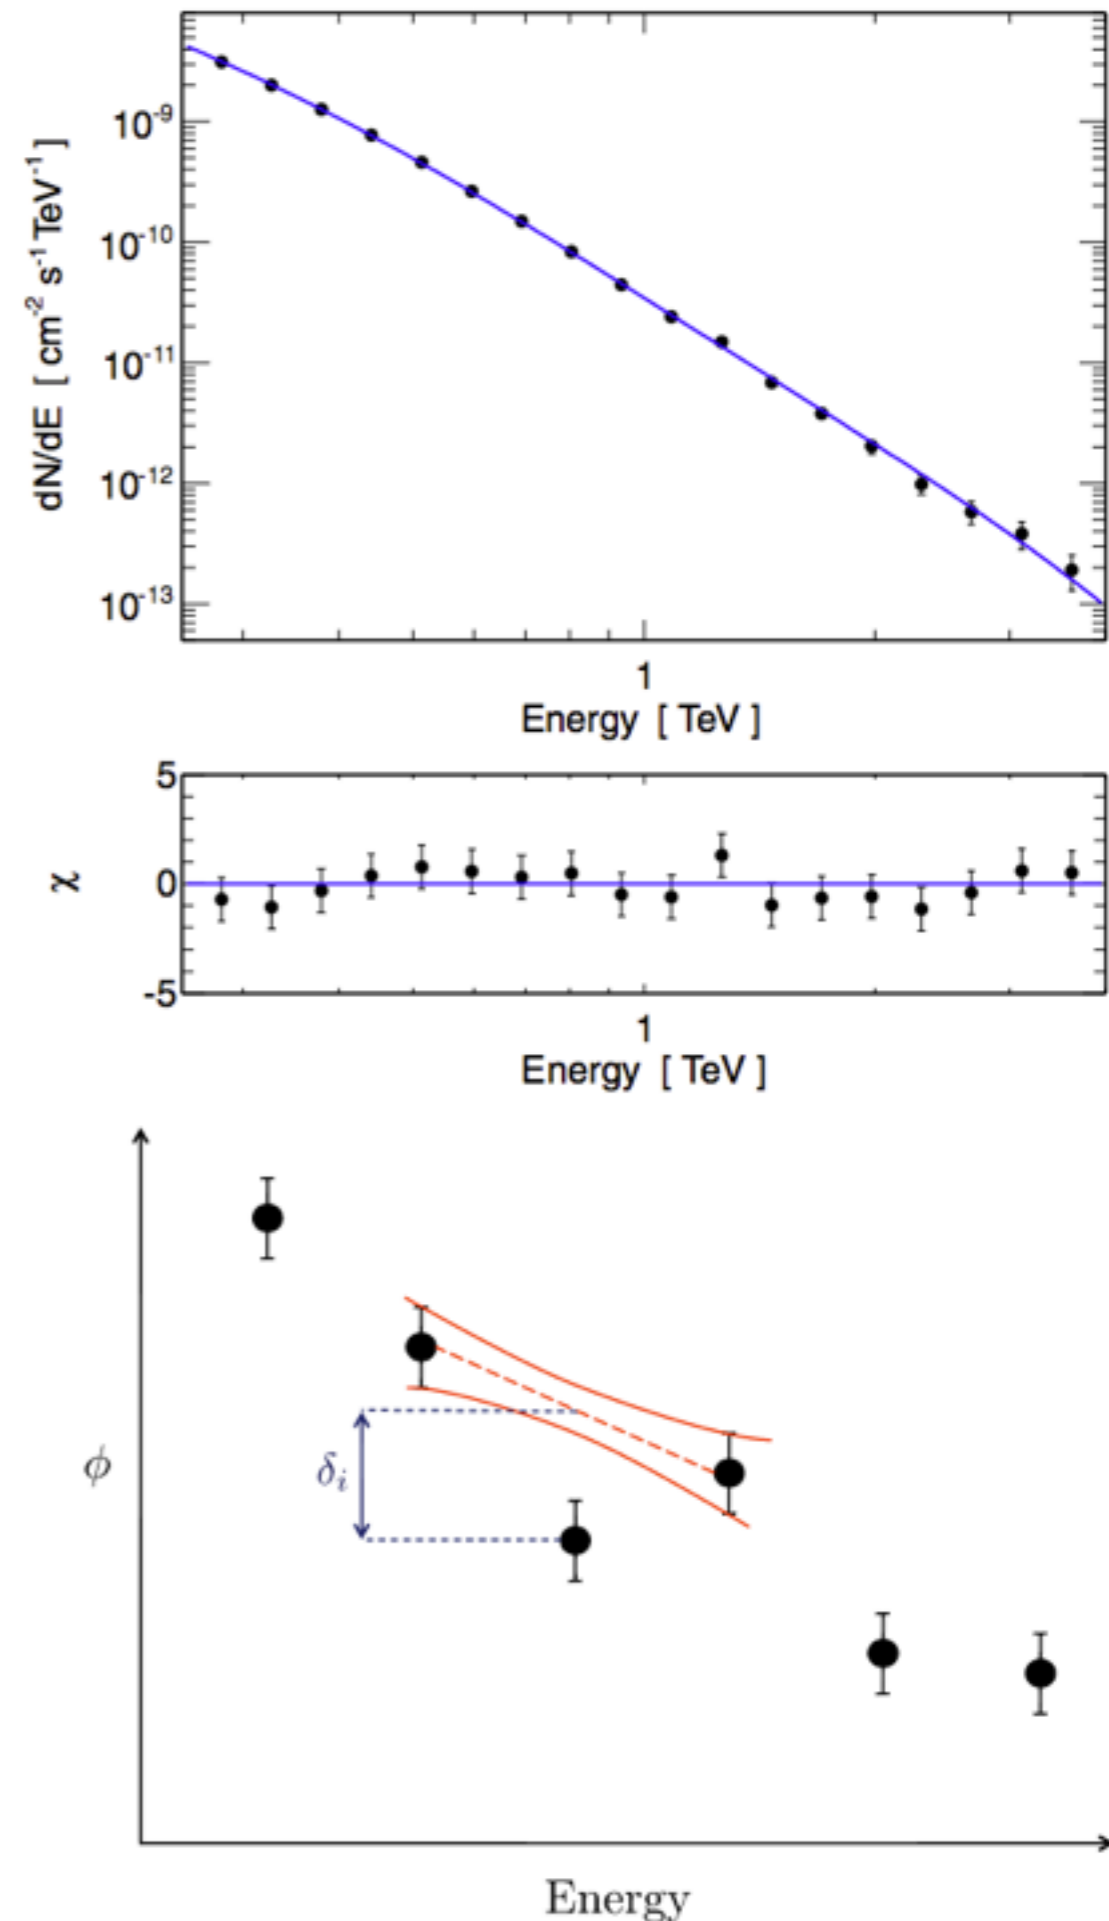 dN/dE [ cm⁻² s⁻¹ TeV⁻¹ ]
10⁻⁹
10⁻¹⁰
10⁻¹¹
10⁻¹²
10⁻¹³
1
Energy [ TeV ]
χ
5
0
-5
1
Energy [ TeV ]
ϕ
δᵢ
Energy